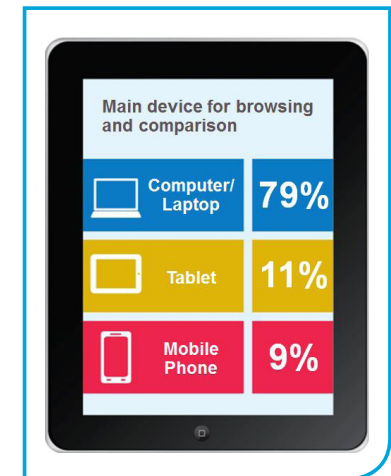 Main device for browsing
and comparison
Computer/
Laptop
79%
Tablet
11%
Mobile
Phone
9%